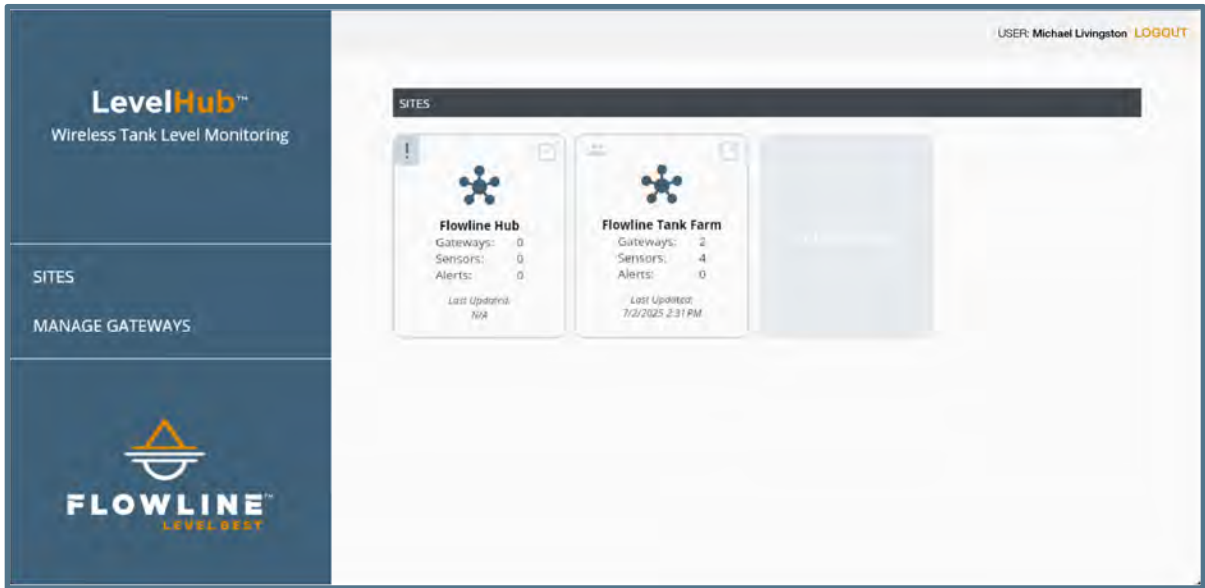 USER: Michael Livingston LOGOUT
LevelHub™
Wireless Tank Level Monitoring
SITES
MANAGE GATEWAYS
FLOWLINE™
LEVEL BEST
SITES
!
Flowline Hub
Gateways: 0
Sensors: 0
Alerts: 0
Last Updated:
N/A
Flowline Tank Farm
Gateways: 2
Sensors: 4
Alerts: 0
Last Updated:
7/2/2025 2:31 PM